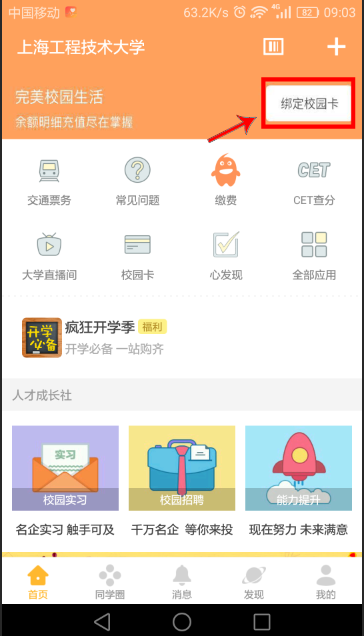 中国移动 63.2K/s 4G 82 09:03
上海工程技术大学
完美校园生活
余额明细充值尽在掌握
绑定校园卡
交通票务 常见问题 缴费 CET CET查分
大学直播间 校园卡 心发现 全部应用
开学必备 疯狂开学季 福利
开学必备 一站购齐
人才成长社
实习
校园实习 校园招聘 能力提升
名企实习 触手可及 千万名企 等你来投 现在努力 未来满意
首页 同学圈 消息 发现 我的